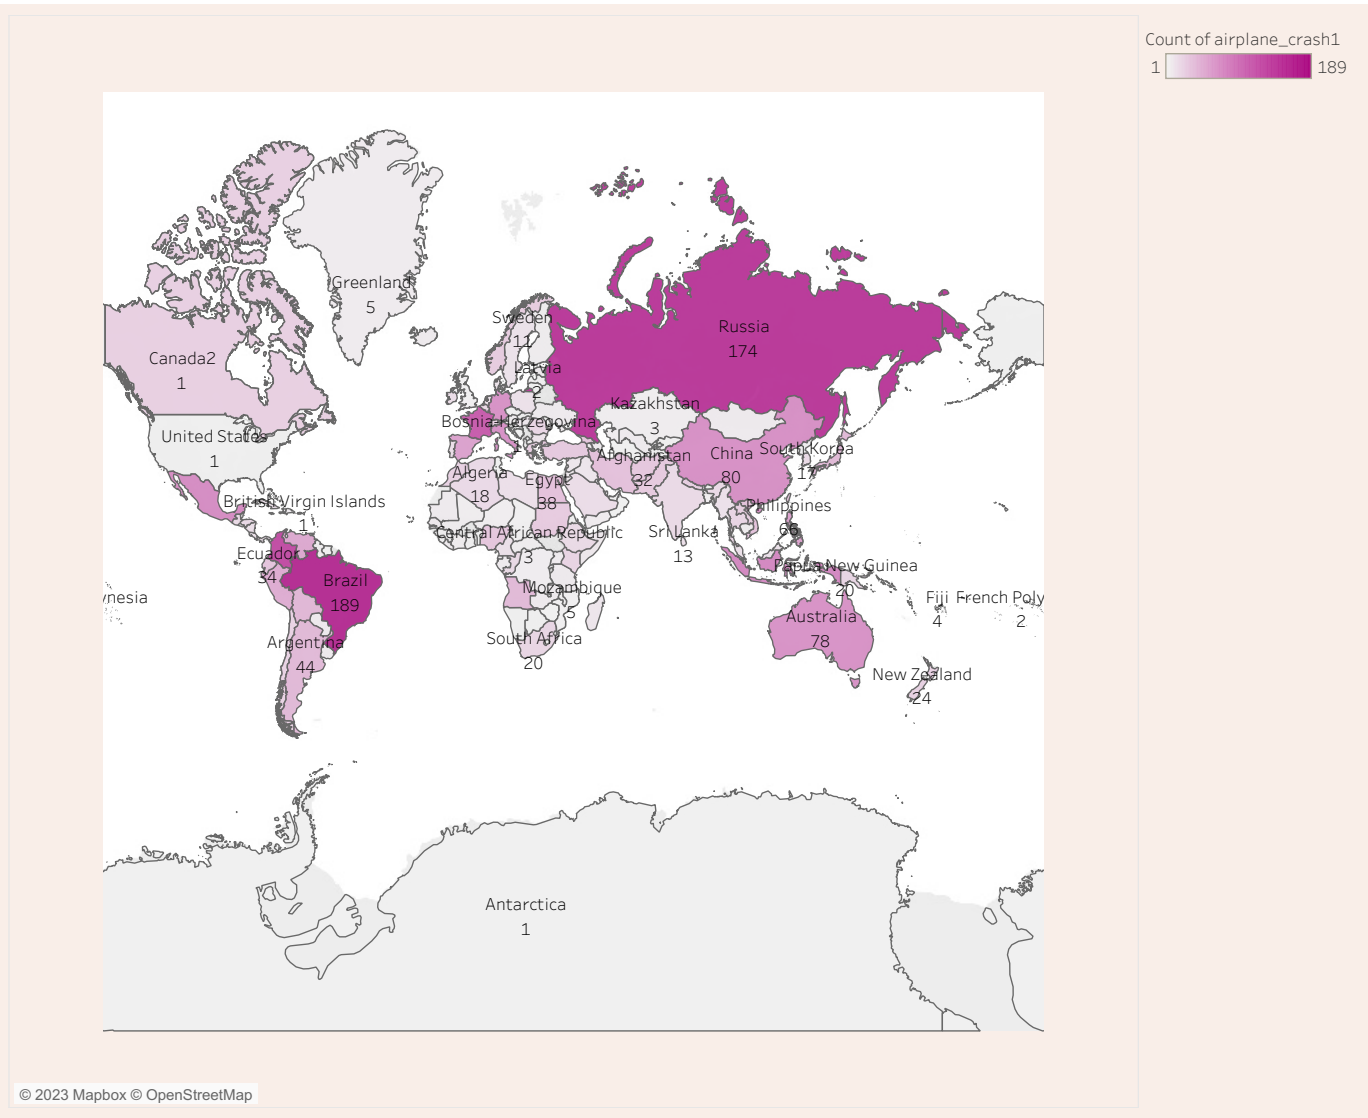 Count of airplane_crash1
1 189
Greenland
5
Sweden
11
Russia
174
Canada2
1
Latvia
2
Kazakhstan
3
Bosnia-Herzegovina
1
United States
1
Afghanistan
32
China
80
South Korea
17
Algeria
18
Egypt
38
British Virgin Islands
1
Philippines
66
Central African Republic
3
Sri Lanka
13
Ecuador
34
Brazil
189
Papua New Guinea
20
Mozambique
5
ynesia
Fiji
4
French Poly
2
Australia
78
Argentina
44
South Africa
20
New Zealand
24
Antarctica
1
© 2023 Mapbox © OpenStreetMap